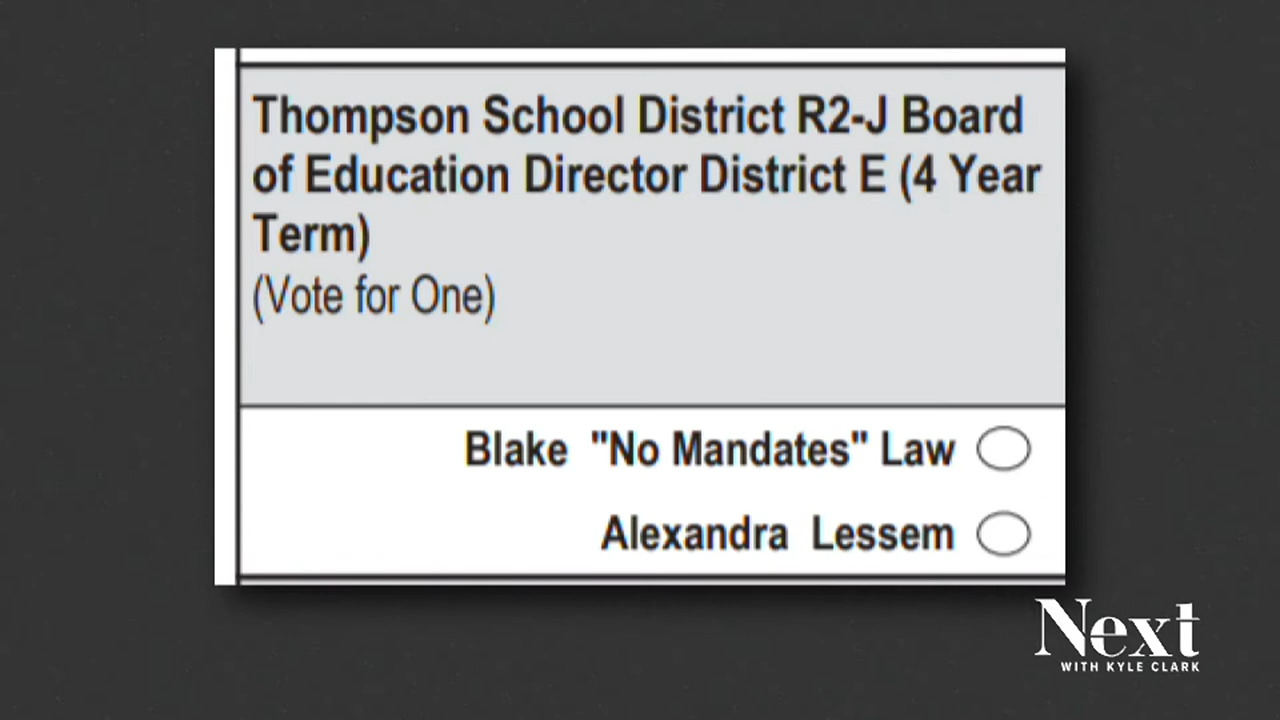 Thompson School District R2-J Board
of Education Director District E (4 Year
Term)
(Vote for One)
Blake "No Mandates" Law
Alexandra Lessem
Next
WITH KYLE CLARK